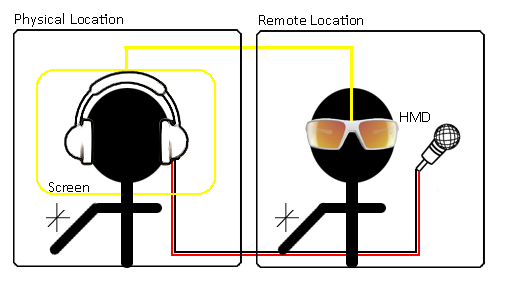 Physical Location
Remote Location
HMD
Screen